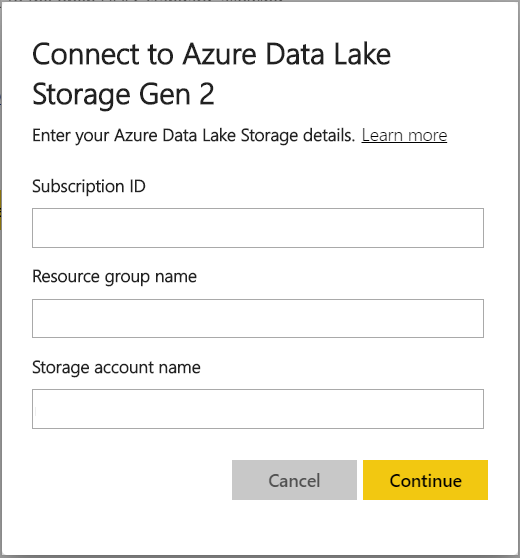 Connect to Azure Data Lake
Storage Gen 2
Enter your Azure Data Lake Storage details. Learn more
Subscription ID
Resource group name
Storage account name
Cancel Continue